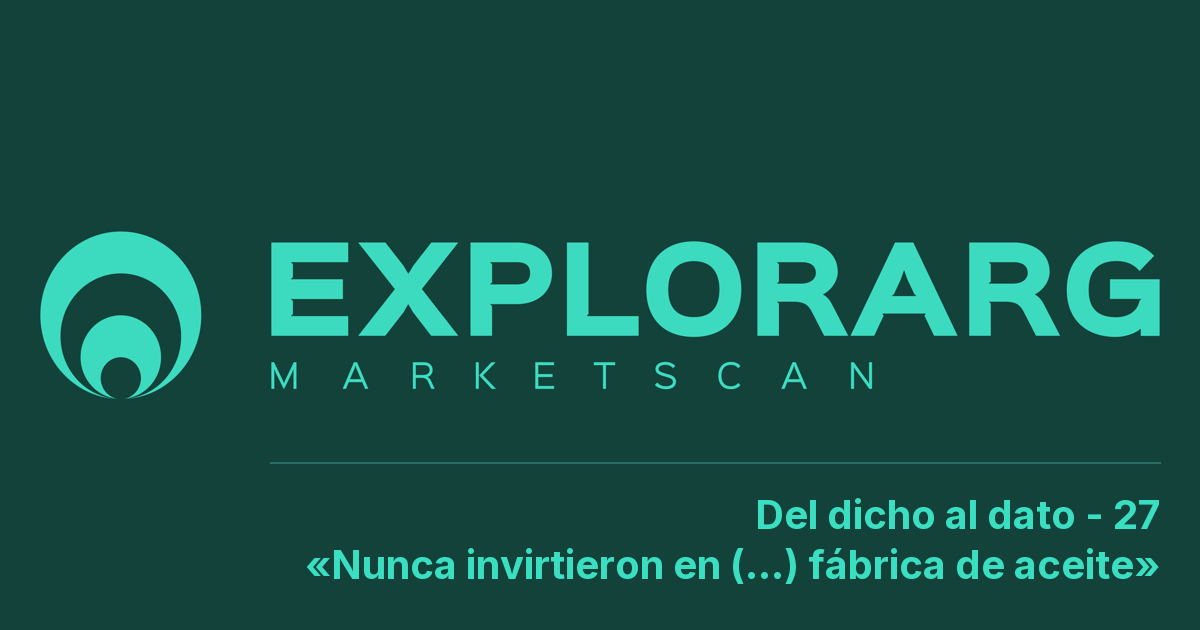 EXPLORARG
MARKETSCAN
Del dicho al dato - 27
«Nunca invirtieron en (...) fábrica de aceite»